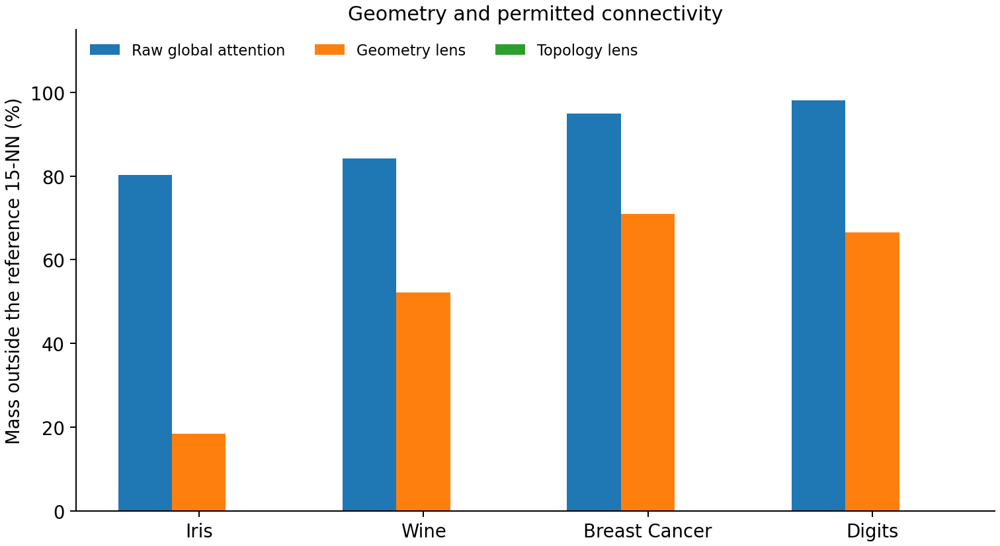 Geometry and permitted connectivity
Raw global attention
Geometry lens
Topology lens
Mass outside the reference 15-NN (%)
100
80
60
40
20
0
Iris
Wine
Breast Cancer
Digits